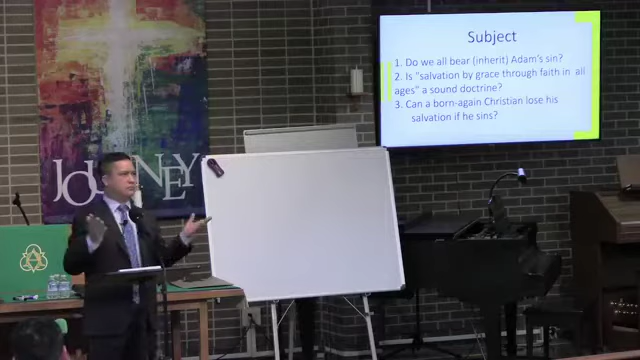 Subject
1. Do we all bear (inherit) Adam's sin?
2. Is "salvation by grace through faith in all
ages" a sound doctrine?
3. Can a born-again Christian lose his
salvation if he sins?
JOURNEY